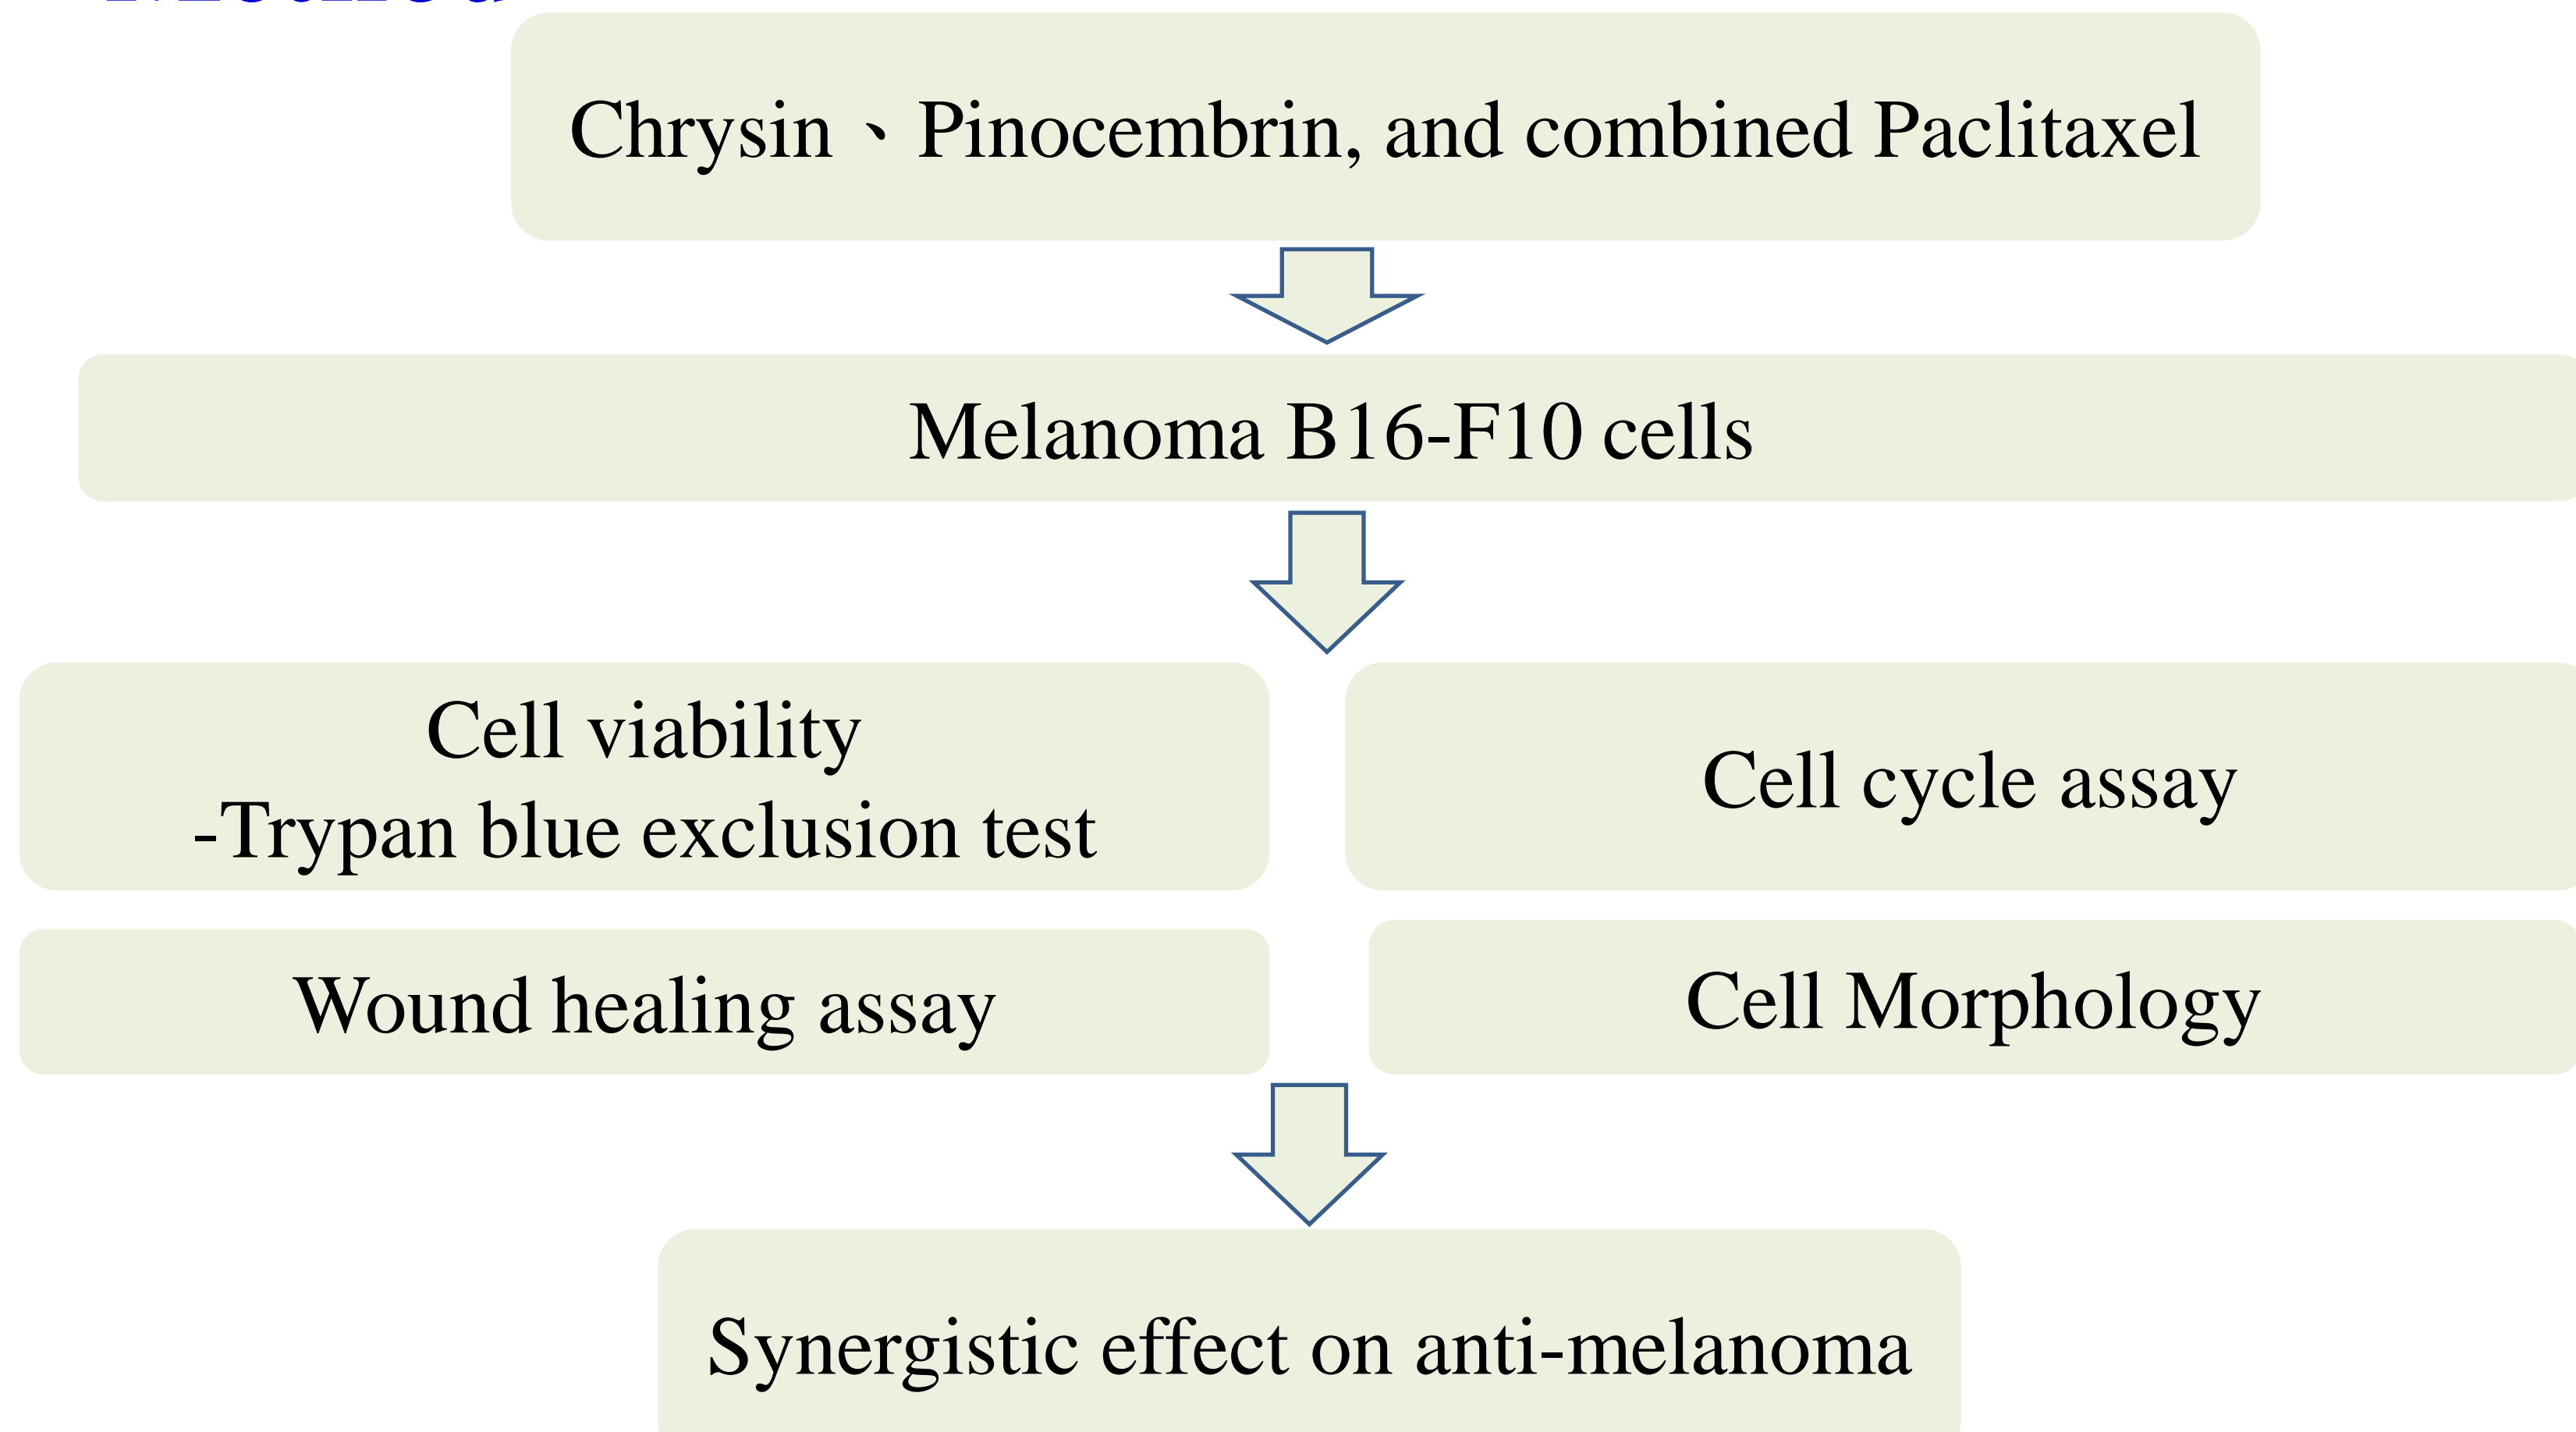 Chrysin、Pinocembrin, and combined Paclitaxel
Melanoma B16-F10 cells
Cell viability
-Trypan blue exclusion test
Cell cycle assay
Wound healing assay
Cell Morphology
Synergistic effect on anti-melanoma